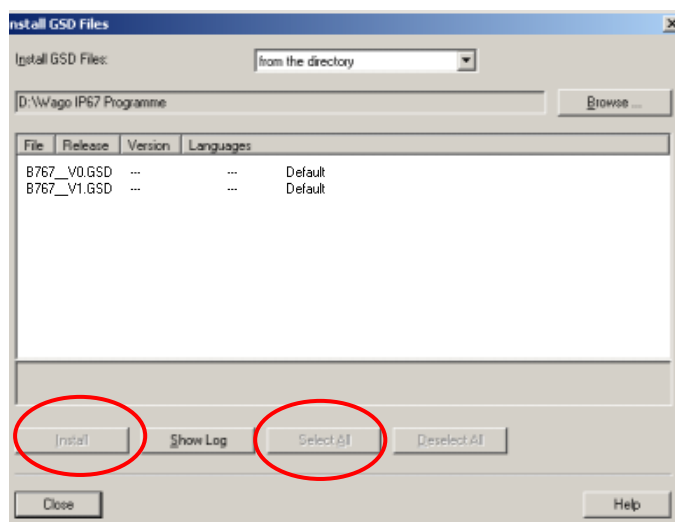 nstall GSD Files
Install GSD Files: from the directory
D:\Wago IP67 Programme Browse ...
File Release Version Languages
B767__V0.GSD --- --- Default
B767__V1.GSD --- --- Default
Install Show Log Select All Deselect All
Close Help